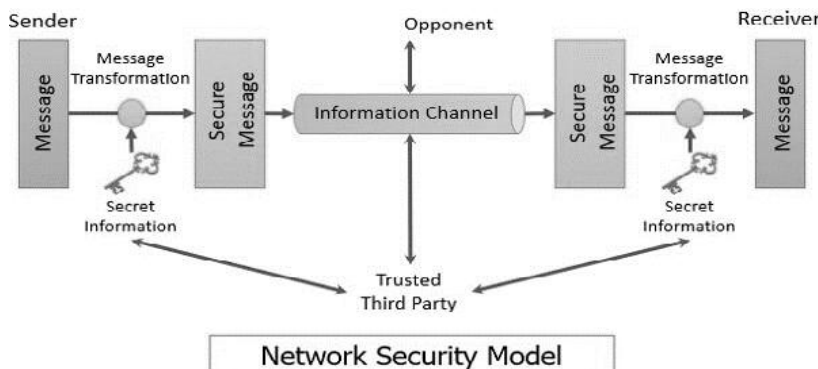 Sender
Receiver
Opponent
Message
Message
Transformation
Secure
Message
Information Channel
Secure
Message
Message
Transformation
Message
Secret
Information
Secret
Information
Trusted
Third Party
Network Security Model